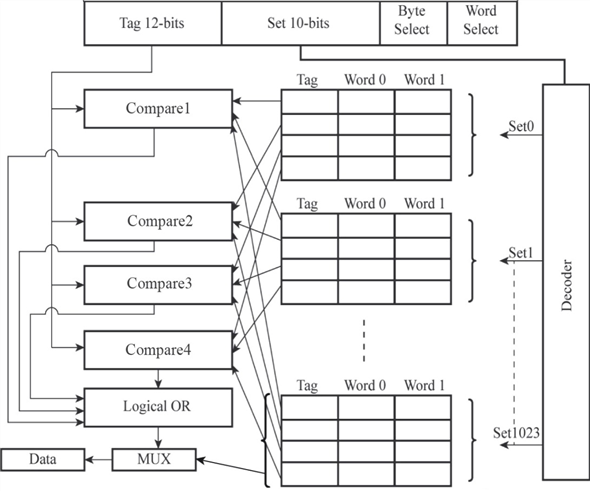 Tag 12-bits Set 10-bits Byte Select Word Select
Tag Word 0 Word 1
Compare1
Set0
Compare2
Tag Word 0 Word 1
Set1
Compare3
Decoder
Compare4
Tag Word 0 Word 1
Logical OR
Set1023
Data MUX